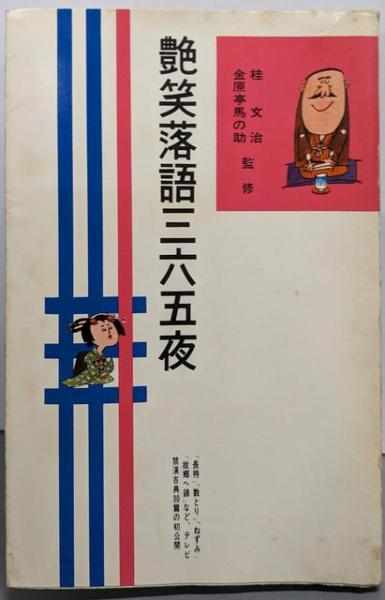 艶笑落語三六五夜
桂文治
金原亭馬の助 監修
「長持」「数とり」「ねずみ」
「故郷へ錦」など、テレビ
禁演古典30篇の初公開